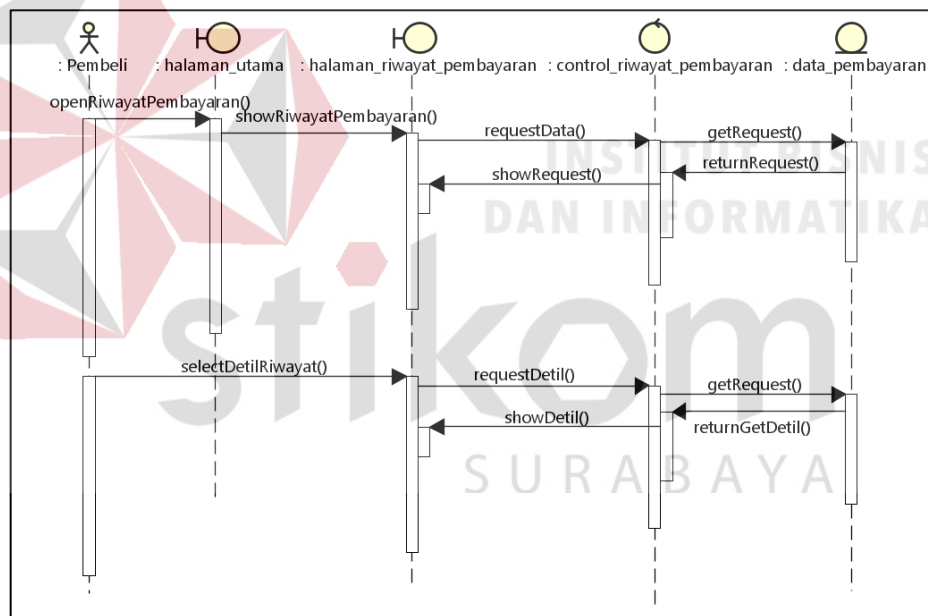 : Pembeli
: halaman_utama
: halaman_riwayat_pembayaran
: control_riwayat_pembayaran
: data_pembayaran
openRiwayatPembayaran()
showRiwayatPembayaran()
requestData()
getRequest()
returnRequest()
showRequest()
INSTITUT BISNIS
DAN INFORMATIKA
stikom
SURABAYA
selectDetilRiwayat()
requestDetil()
getRequest()
showDetil()
returnGetDetil()